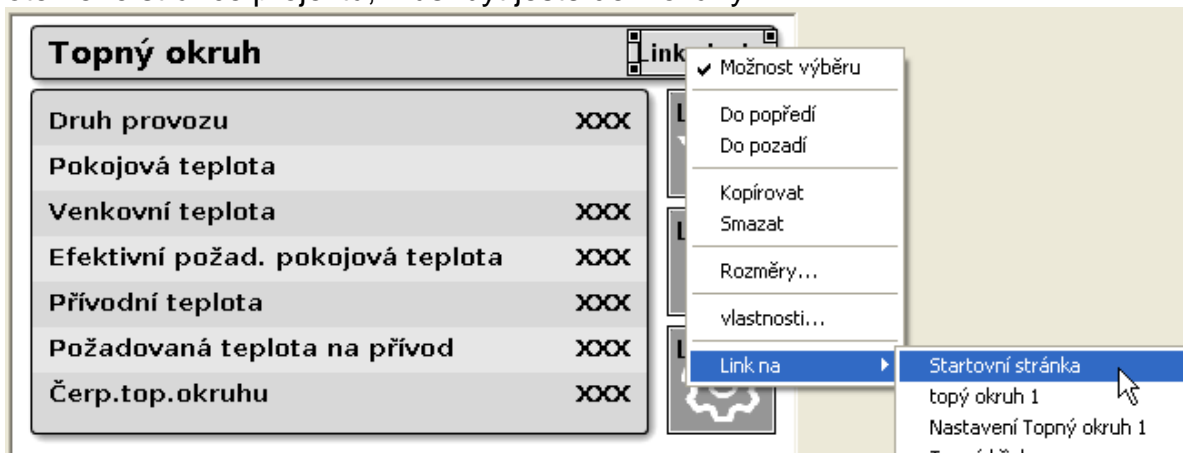 Topný okruh
Link
Možnost výběru
Druh provozu XXX
Do popředí
Do pozadí
Pokojová teplota
Kopírovat
Venkovní teplota XXX
Smazat
Efektivní požad. pokojová teplota XXX
Rozměry...
Přívodní teplota XXX
vlastnosti...
Požadovaná teplota na přívod XXX
Link na
Startovní stránka
Čerp.top.okruhu XXX
topý okruh 1
Nastavení Topný okruh 1